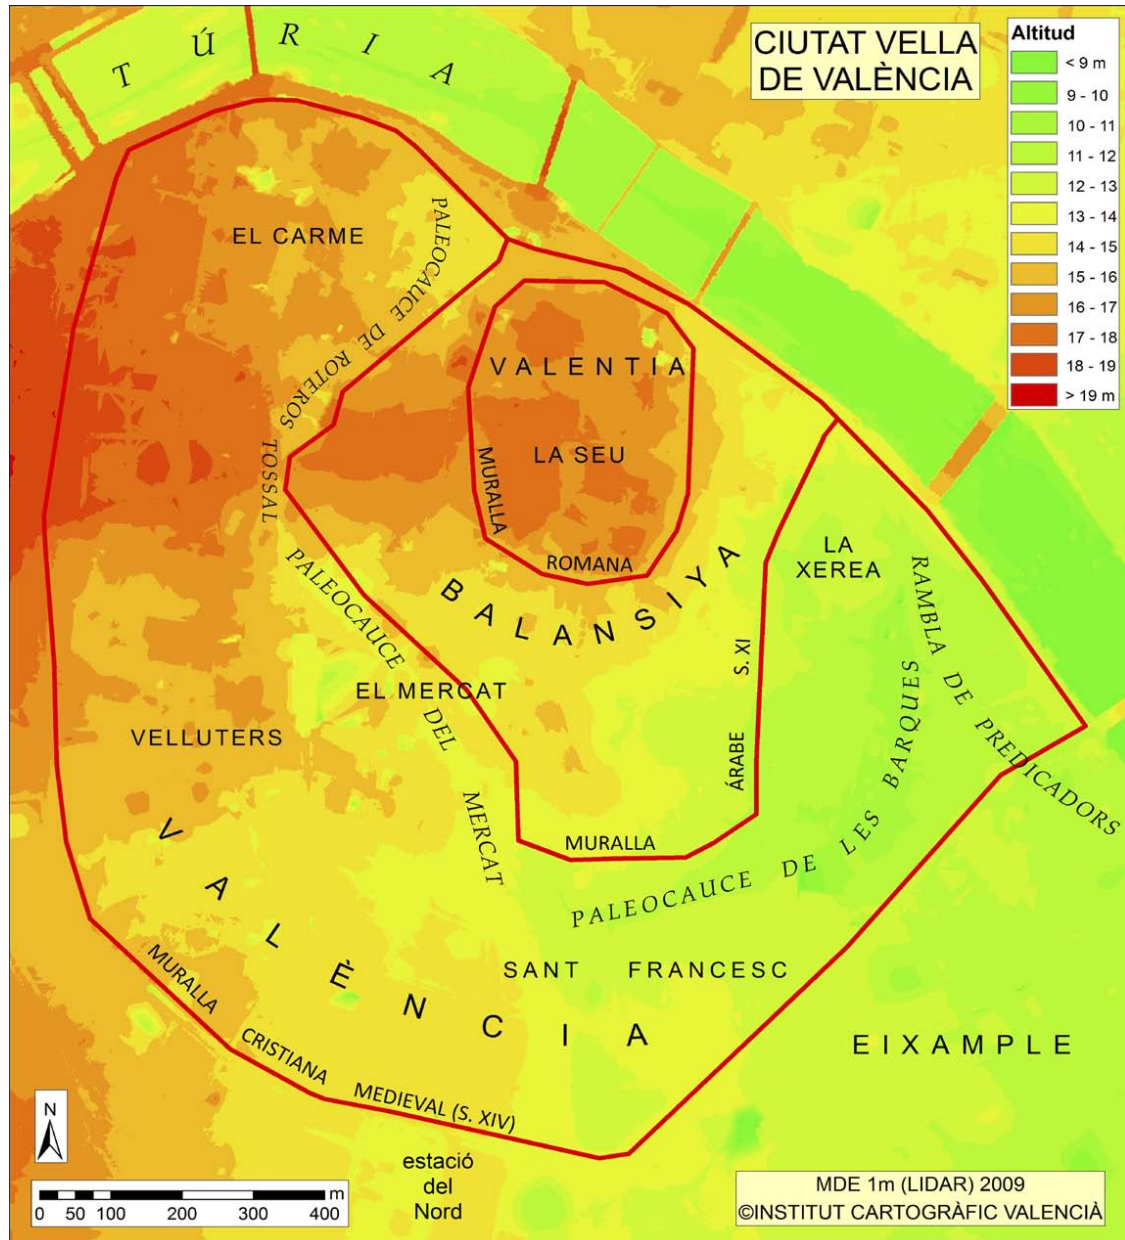 CIUTAT VELLA
DE VALÈNCIA
Altitud
< 9 m
9 - 10
10 - 11
11 - 12
12 - 13
13 - 14
14 - 15
15 - 16
16 - 17
17 - 18
18 - 19
> 19 m
TÚRIA
EL CARME
PALEOCAUCE DE ROTEROS
VALENTIA
LA SEU
MURALLA
ROMANA
TOSSAL
BALANSIYA
LA
XEREA
RAMBLA DE PREDICADORS
PALEOCAUCE DEL MERCAT
EL MERCAT
VELLUTERS
MURALLA
ÁRABE
S. XI
PALEOCAUCE DE LES BARQUES
VALÈNCIA
SANT FRANCESC
EIXAMPLE
MURALLA CRISTIANA MEDIEVAL (S. XIV)
estació
del
Nord
N
m
0 50 100 200 300 400
MDE 1m (LIDAR) 2009
©INSTITUT CARTOGRÀFIC VALENCIÀ